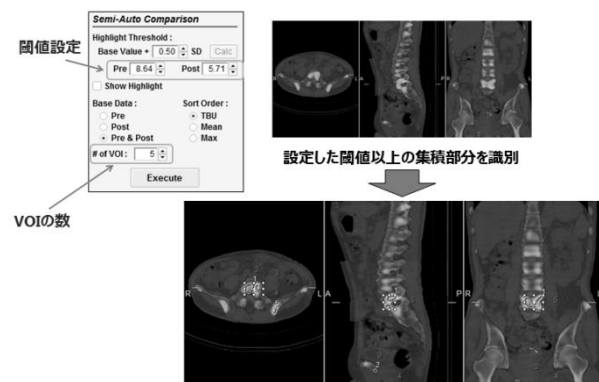 Semi-Auto Comparison
Highlight Threshold :
Base Value + 0.50 SD Calc
閾値設定
Pre 8.64 Post 5.71
Show Highlight
Base Data : Sort Order :
Pre TBU
Post Mean
Pre & Post Max
# of VOI : 5
Execute
VOIの数
L A P R
設定した閾値以上の集積部分を識別
R L A P R L
1
2